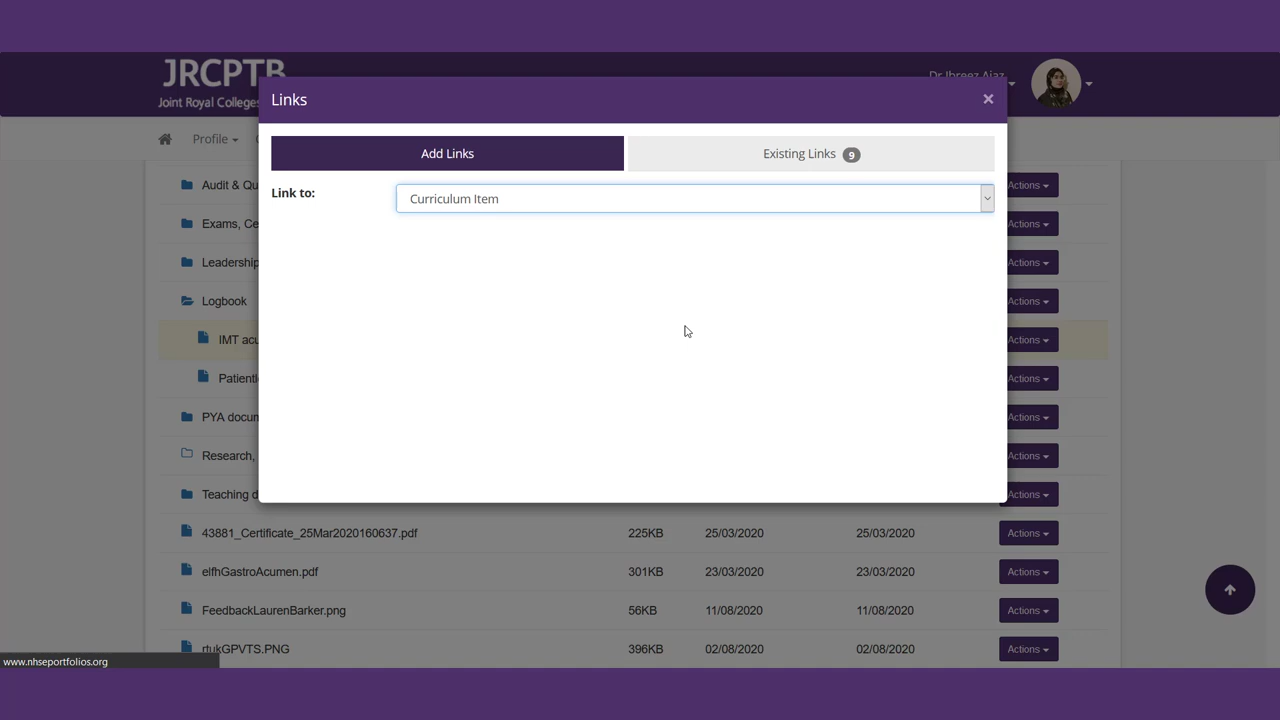 JRCPTB
Joint Royal Colleges
Dr Ibreez Ajaz
Links
×
Profile
Add Links
Existing Links 9
Link to:
Curriculum Item
Audit & Qu
Actions
Exams, Ce
Actions
Leadership
Actions
Logbook
Actions
IMT acu
Actions
Patient
Actions
PYA docum
Actions
Research,
Actions
Teaching d
Actions
43881_Certificate_25Mar2020160637.pdf 225KB 25/03/2020 25/03/2020 Actions
elfhGastroAcumen.pdf 301KB 23/03/2020 23/03/2020 Actions
FeedbackLaurenBarker.png 56KB 11/08/2020 11/08/2020 Actions
rtukGPVTS.PNG 396KB 02/08/2020 02/08/2020 Actions
www.nhseportfolios.org